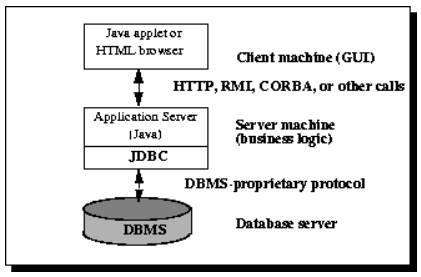 Java applet or
HTML browser
Client machine (GUI)
HTTP, RMI, CORBA, or other calls
Application Server
(Java)
JDBC
Server machine
(business logic)
DBMS-proprietary protocol
DBMS
Database server